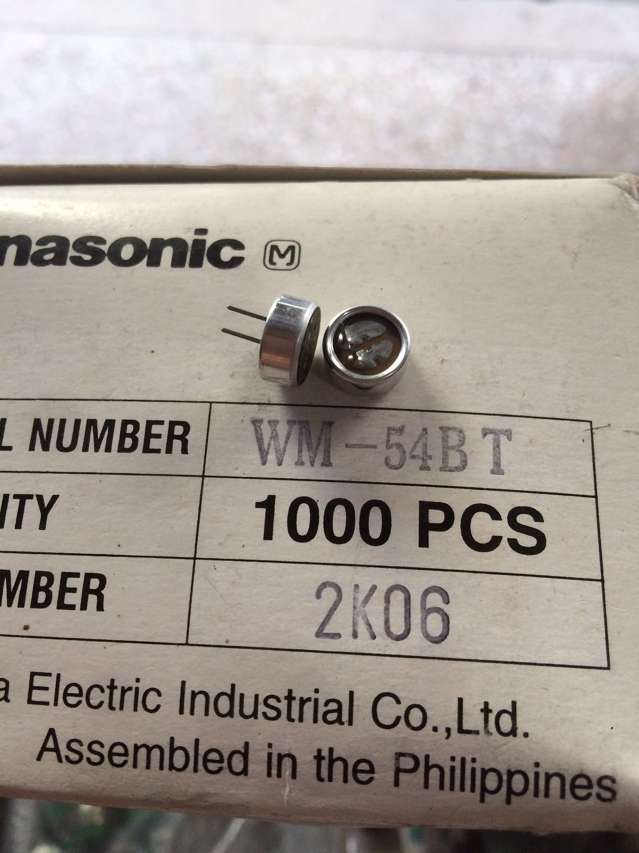 nasonic M
L NUMBER WM-54BT
ITY 1000 PCS
MBER 2K06
a Electric Industrial Co.,Ltd.
Assembled in the Philippines